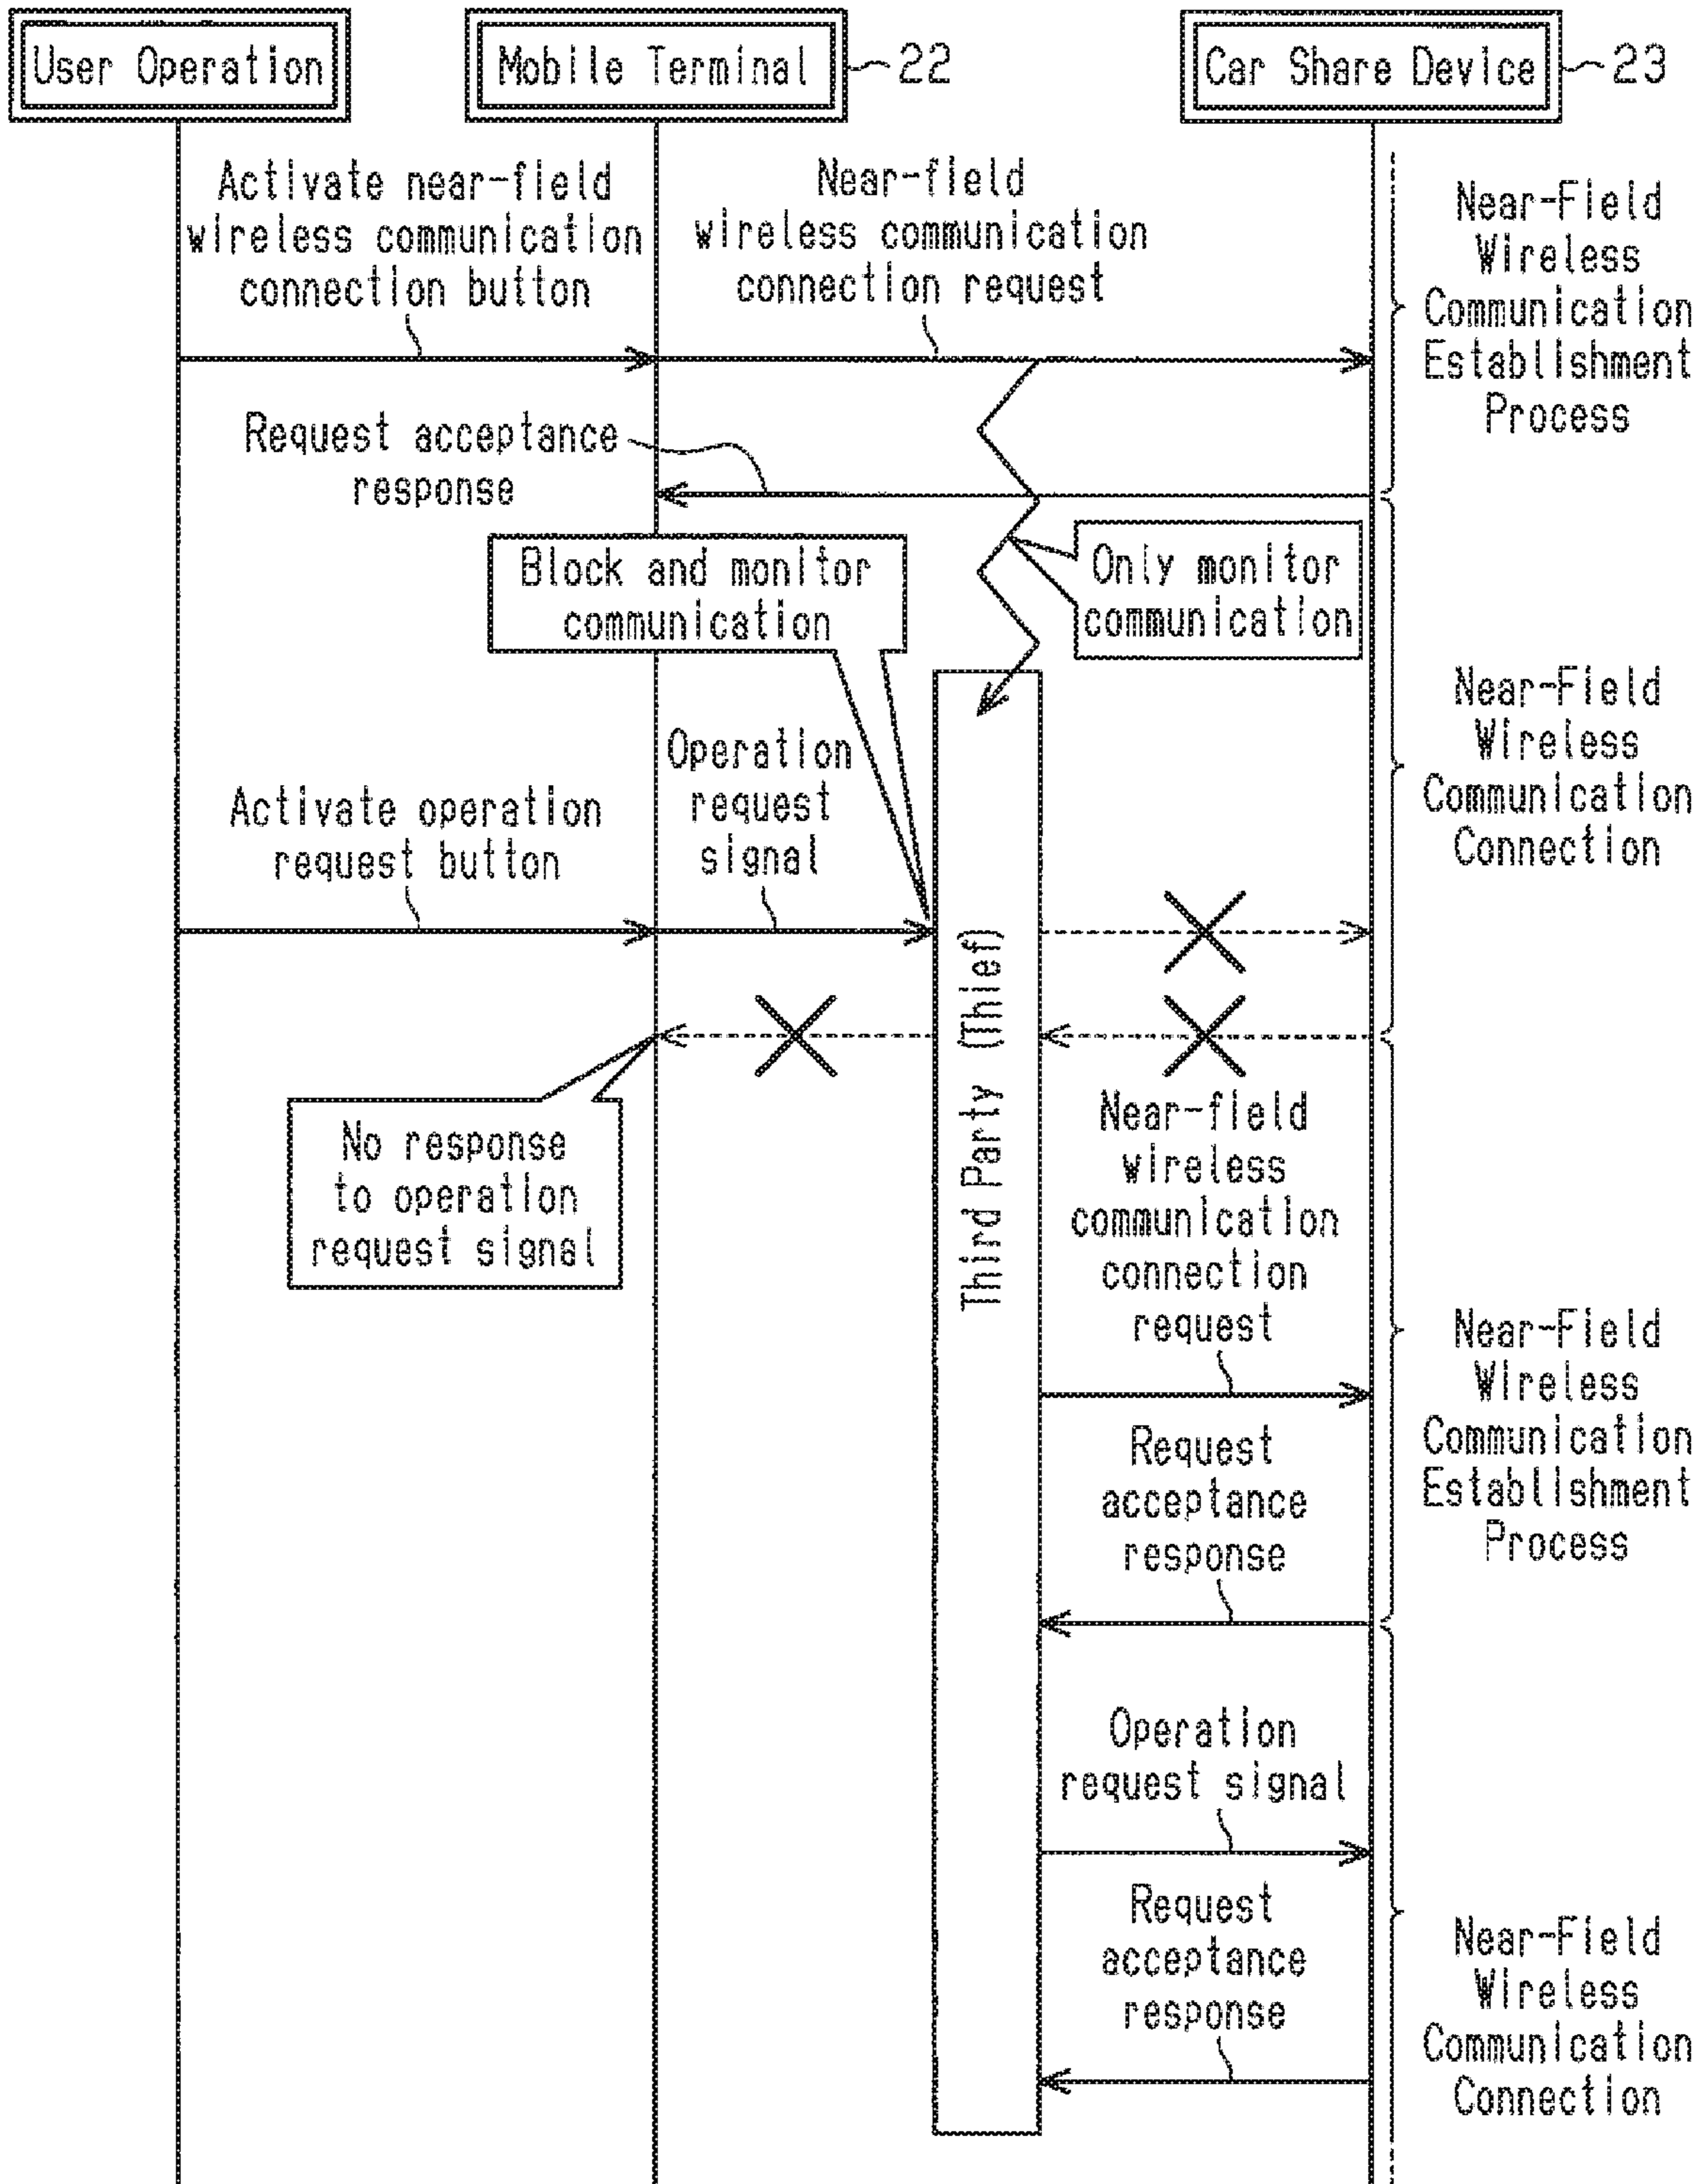 User Operation
Mobile Terminal
22
Car Share Device
23
Activate near-field
wireless communication
connection button
Near-field
wireless communication
connection request
Near-Field
Wireless
Communication
Establishment
Process
Request acceptance
response
Block and monitor
communication
Only monitor
communication
Near-Field
Wireless
Communication
Connection
Operation
request
signal
Activate operation
request button
Third Party (Thief)
No response
to operation
request signal
Near-field
wireless
communication
connection
request
Near-Field
Wireless
Communication
Establishment
Process
Request
acceptance
response
Operation
request signal
Request
acceptance
response
Near-Field
Wireless
Communication
Connection